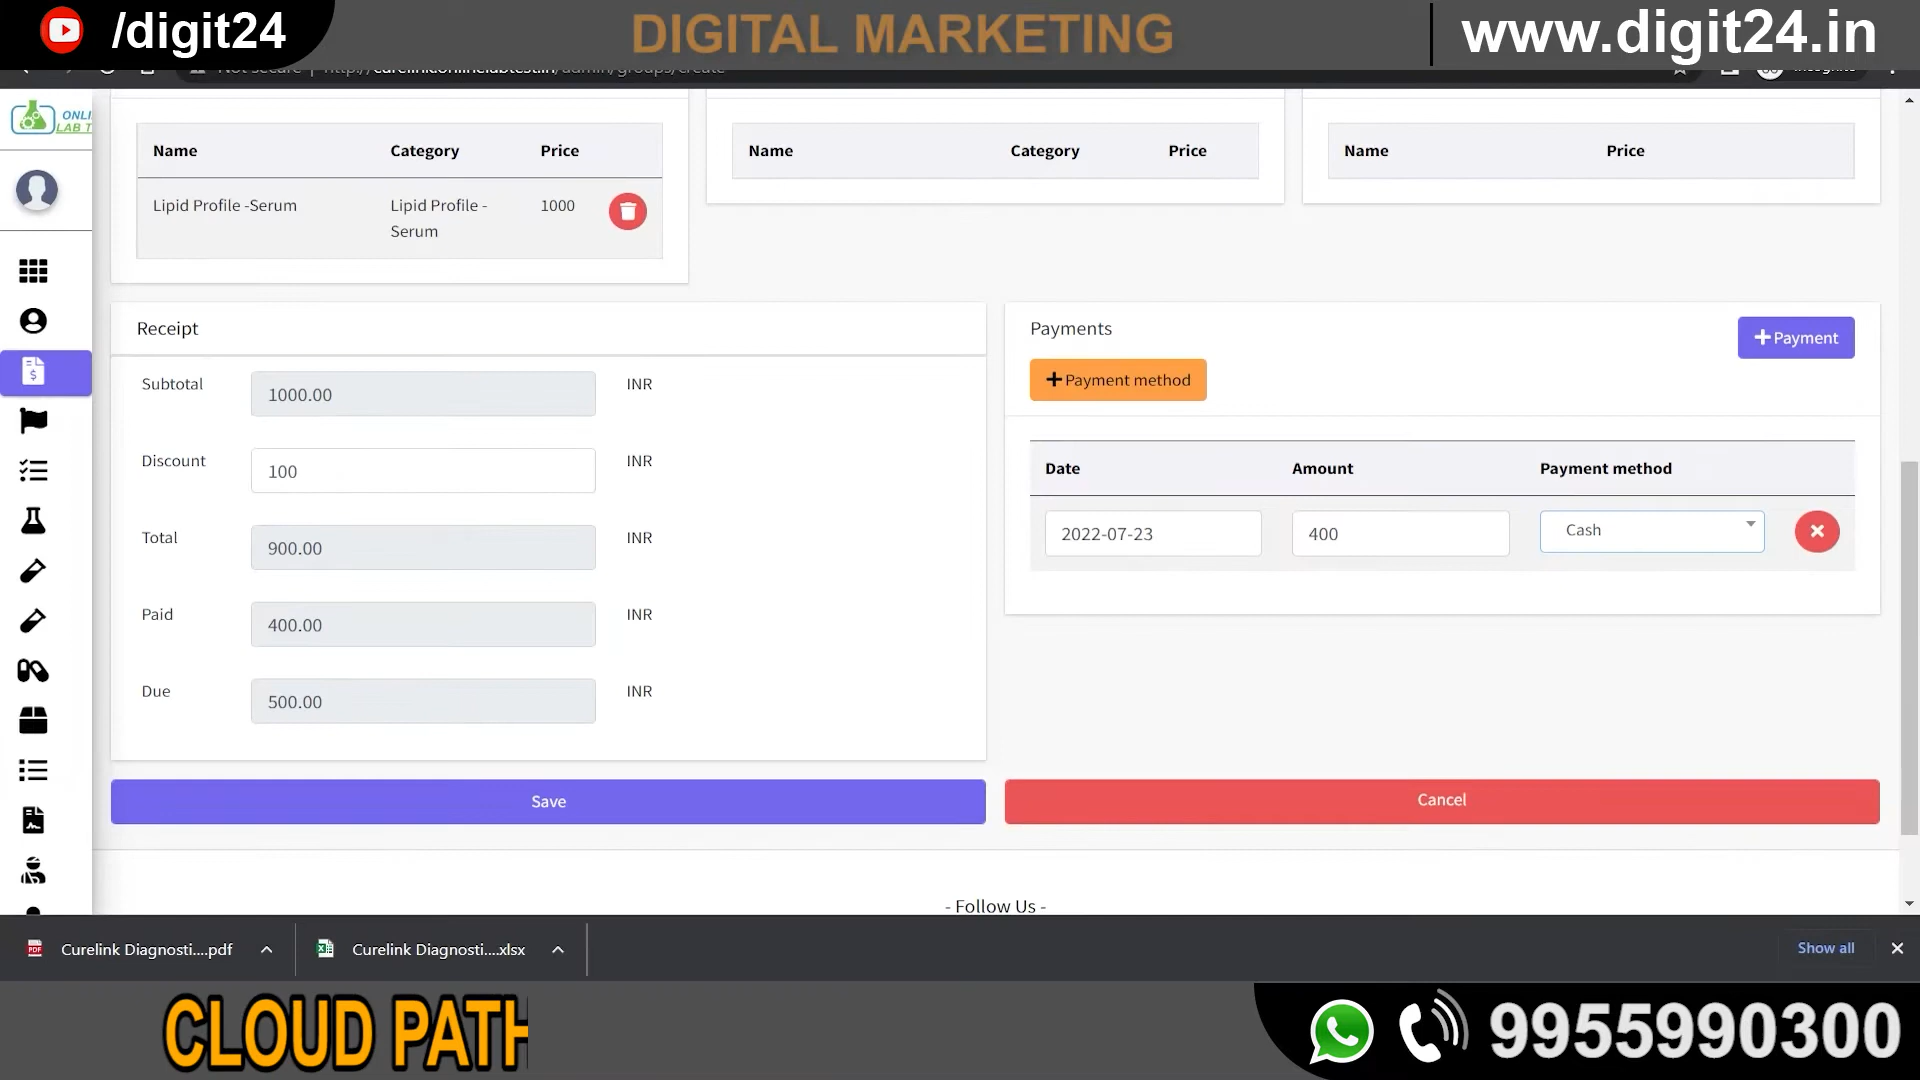 /digit24
DIGITAL MARKETING
www.digit24.in
ONLI
LAB T
Name Category Price
Lipid Profile -Serum Lipid Profile - 1000
Serum
Name Category Price
Name Price
Receipt
Subtotal 1000.00 INR
Discount 100 INR
Total 900.00 INR
Paid 400.00 INR
Due 500.00 INR
Payments
Payment
Payment method
Date Amount Payment method
2022-07-23 400 Cash
Save
Cancel
- Follow Us -
Curelink Diagnosti....pdf
Curelink Diagnosti....xlsx
Show all
CLOUD PATH
9955990300